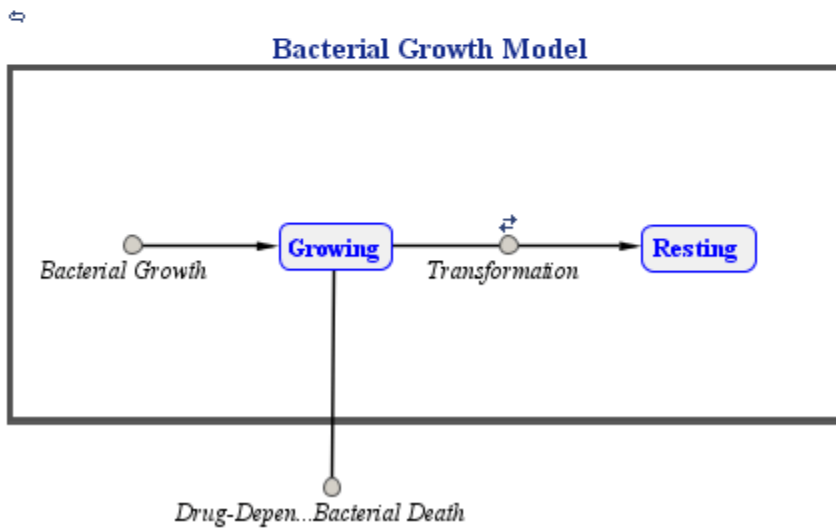 Bacterial Growth Model
Growing
Resting
Bacterial Growth
Transformation
Drug-Depen...Bacterial Death